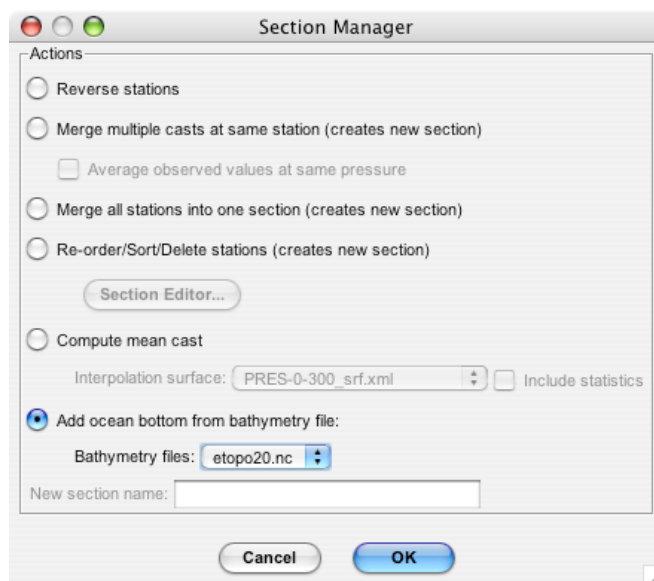 Section Manager
Actions
Reverse stations
Merge multiple casts at same station (creates new section)
Average observed values at same pressure
Merge all stations into one section (creates new section)
Re-order/Sort/Delete stations (creates new section)
Section Editor...
Compute mean cast
Interpolation surface: PRES-0-300_srf.xml Include statistics
Add ocean bottom from bathymetry file:
Bathymetry files: etopo20.nc
New section name:
Cancel OK